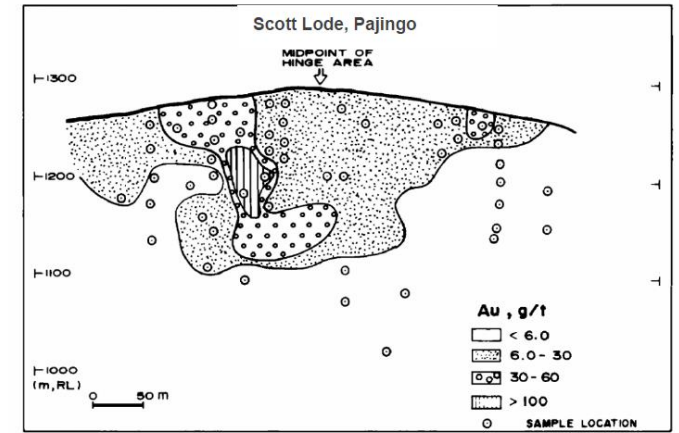 Scott Lode, Pajingo
MIDPOINT OF
HINGE AREA
1300
1200
1100
1000
(m,RL)
0 50 m
Au, g/t
< 6.0
6.0 - 30
30 - 60
> 100
SAMPLE LOCATION